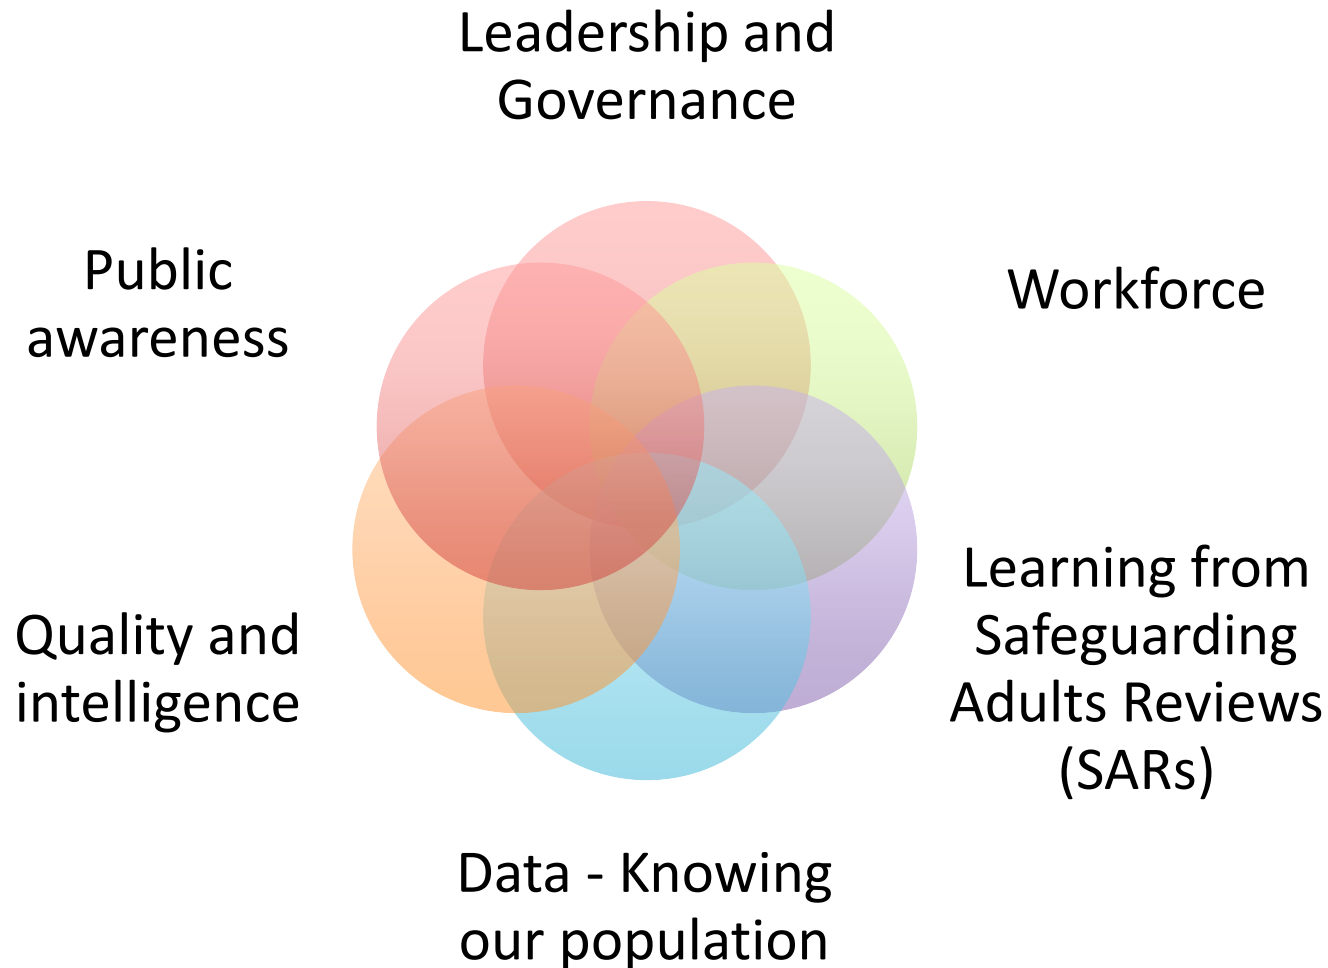 Leadership and
Governance
Public
awareness
Workforce
Quality and
intelligence
Learning from
Safeguarding
Adults Reviews
(SARs)
Data - Knowing
our population